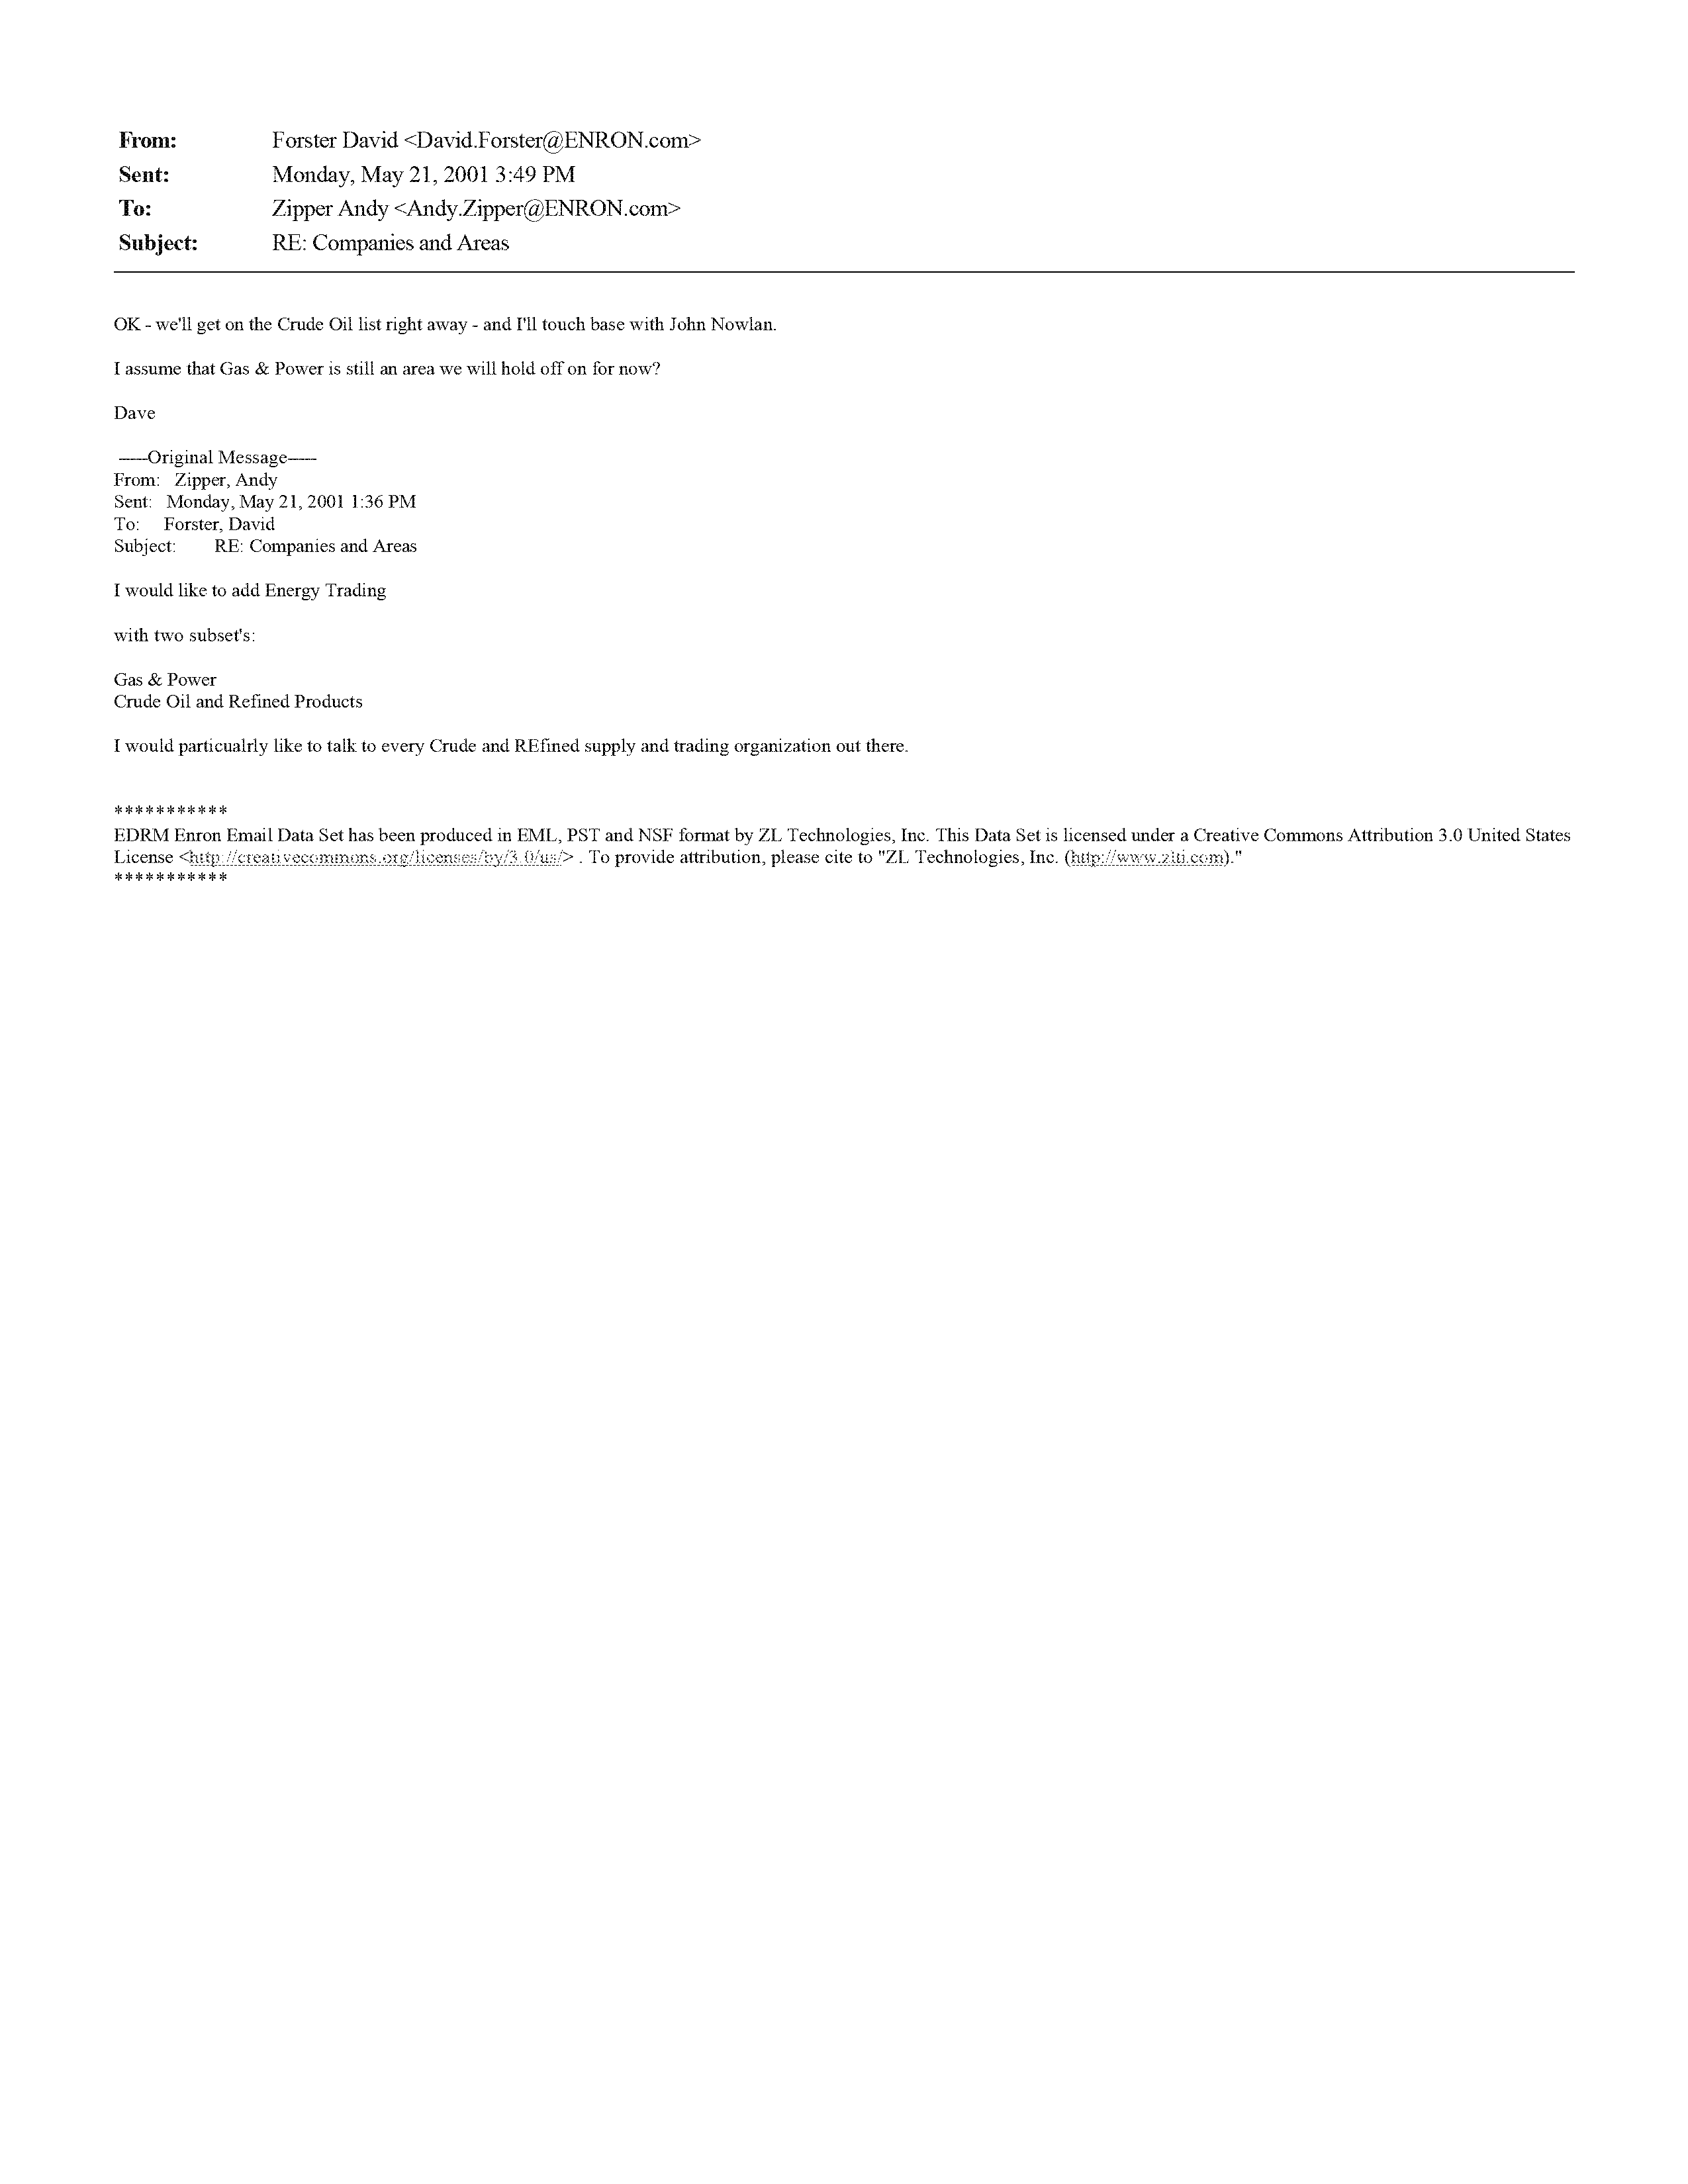 From: Forster David <David.Forster@ENRON.com>
Sent: Monday, May 21, 2001 3:49 PM
To: Zipper Andy <Andy.Zipper@ENRON.com>
Subject: RE: Companies and Areas
OK - we'll get on the Crude Oil list right away - and I'll touch base with John Nowlan.
I assume that Gas & Power is still an area we will hold off on for now?
Dave
-----Original Message-----
From: Zipper, Andy
Sent: Monday, May 21, 2001 1:36 PM
To: Forster, David
Subject: RE: Companies and Areas
I would like to add Energy Trading
with two subset's:
Gas & Power
Crude Oil and Refined Products
I would particualrly like to talk to every Crude and REfined supply and trading organization out there.
***********
EDRM Enron Email Data Set has been produced in EML, PST and NSF format by ZL Technologies, Inc. This Data Set is licensed under a Creative Commons Attribution 3.0 United States
License <http://creativecommons.org/licenses/by/3.0/us/> . To provide attribution, please cite to "ZL Technologies, Inc. (http://www.zlti.com)."
***********